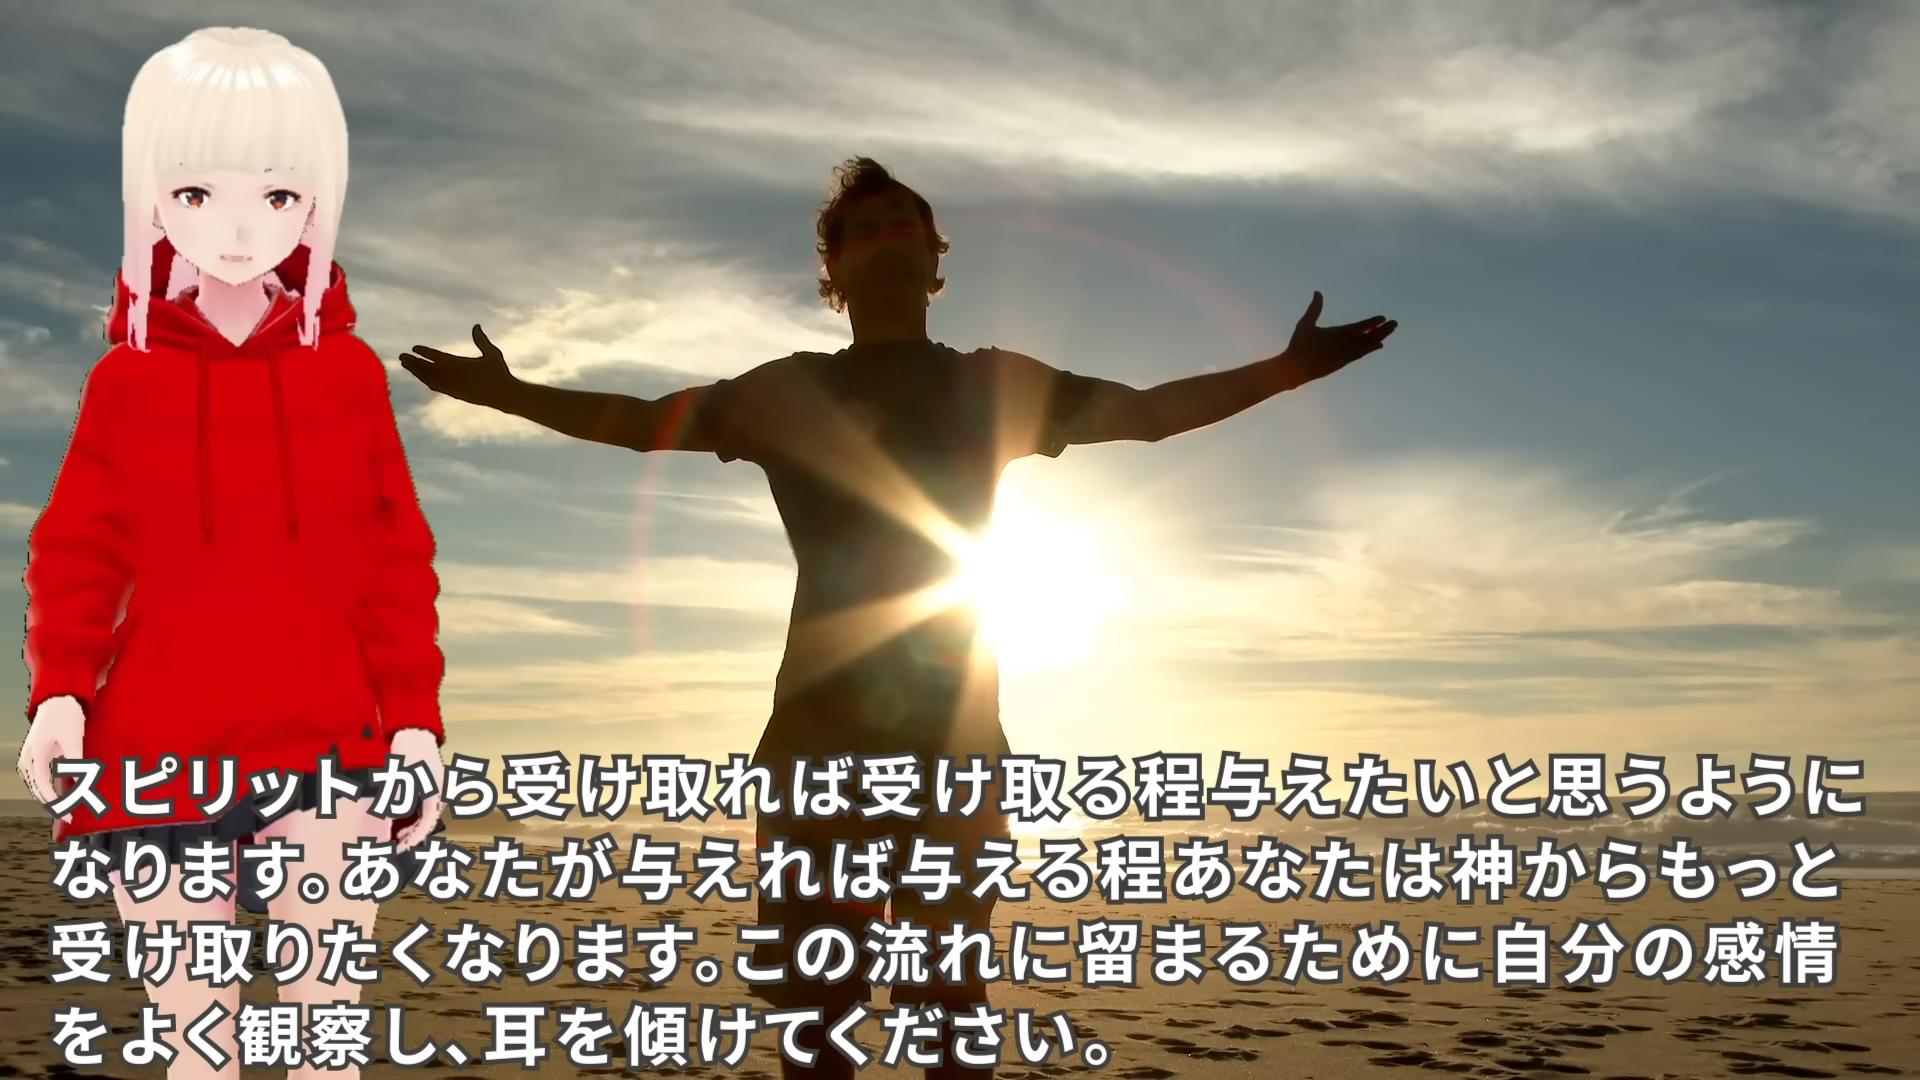 スピリットから受け取れば受け取る程与えたいと思うように
なります。あなたが与えれば与える程あなたは神からもっと
受け取りたくなります。この流れに留まるために自分の感情
をよく観察し、耳を傾けてください。